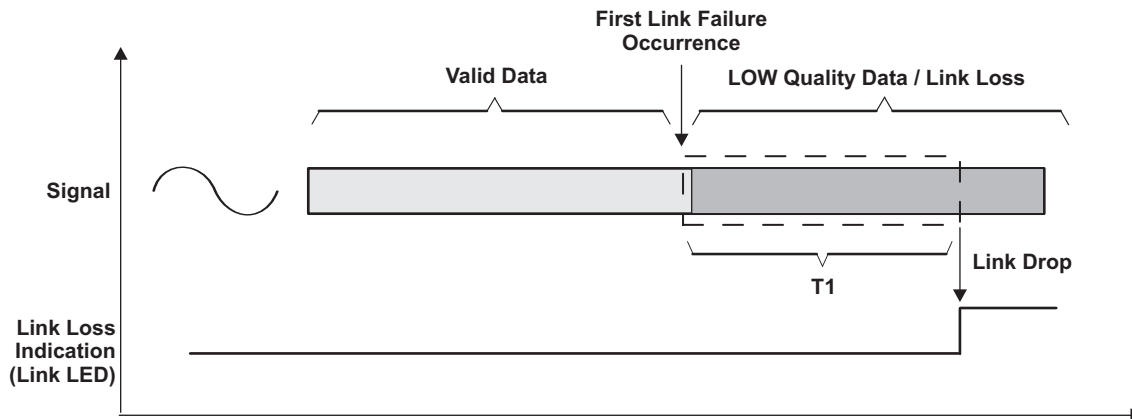 First Link Failure
Occurrence
Valid Data
LOW Quality Data / Link Loss
Signal
T1
Link Drop
Link Loss
Indication
(Link LED)